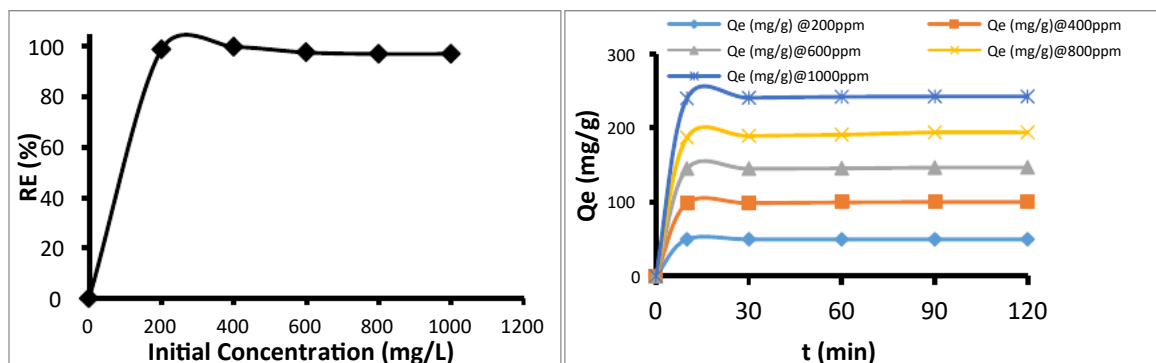 100
80
60
40
20
0
RE (%)
0 200 400 600 800 1000 1200
Initial Concentration (mg/L)
Qe (mg/g) @200ppm Qe (mg/g)@400ppm
Qe (mg/g)@600ppm Qe (mg/g)@800ppm
Qe (mg/g)@1000ppm
300
200
100
0
Qe (mg/g)
0 30 60 90 120
t (min)